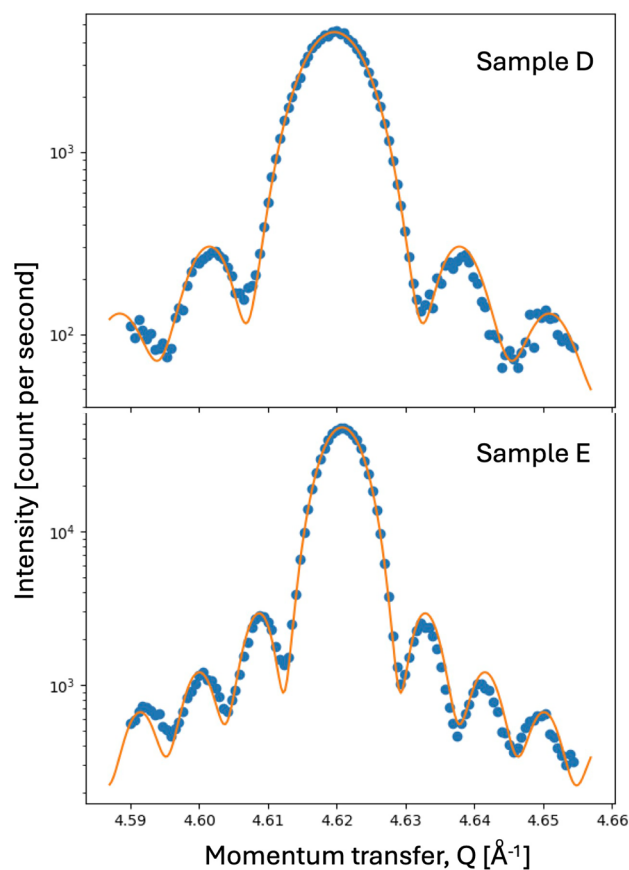 Sample D
10³
10²
Intensity [count per second]
Sample E
10⁴
10³
4.59 4.60 4.61 4.62 4.63 4.64 4.65 4.66
Momentum transfer, Q [Å⁻¹]